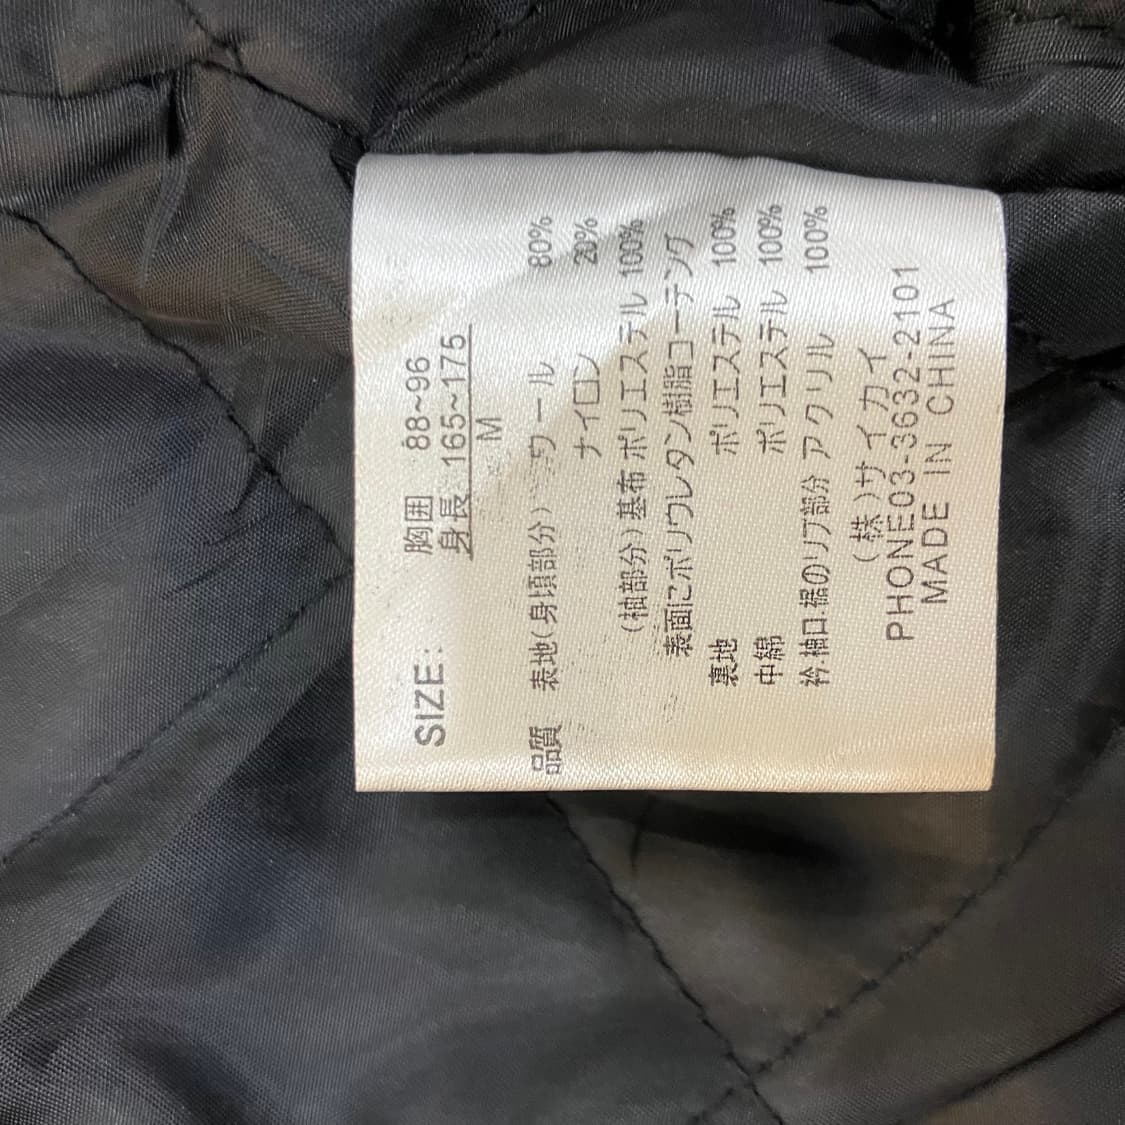 SIZE: 胸囲 88~96
身長 165~175
M
品質 表地(身頃部分) ウール 80%
ナイロン 20%
(袖部分)基布 ポリエステル 100%
表面にポリウレタン樹脂コーテング
裏地 ポリエステル 100%
中綿 ポリエステル 100%
衿.袖口.裾のリブ部分 アクリル 100%
(株)サイカイ
PHONE03-3632-2101
MADE IN CHINA